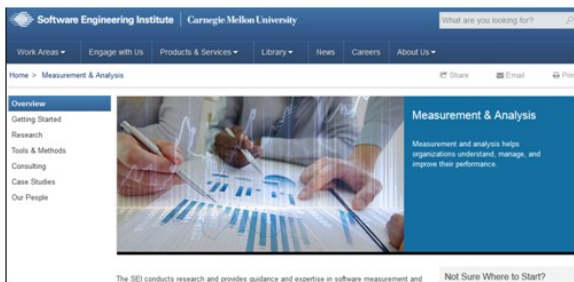 Software Engineering Institute | Carnegie Mellon University
What are you looking for?
Work Areas Engage with Us Products & Services Library News Careers About Us
Home > Measurement & Analysis
Share Email Print
Overview
Getting Started
Research
Tools & Methods
Consulting
Case Studies
Our People
Measurement & Analysis
Measurement and analysis helps
organizations understand, manage, and
improve their performance.
The SEI conducts research and provides guidance and expertise in software measurement and
Not Sure Where to Start?